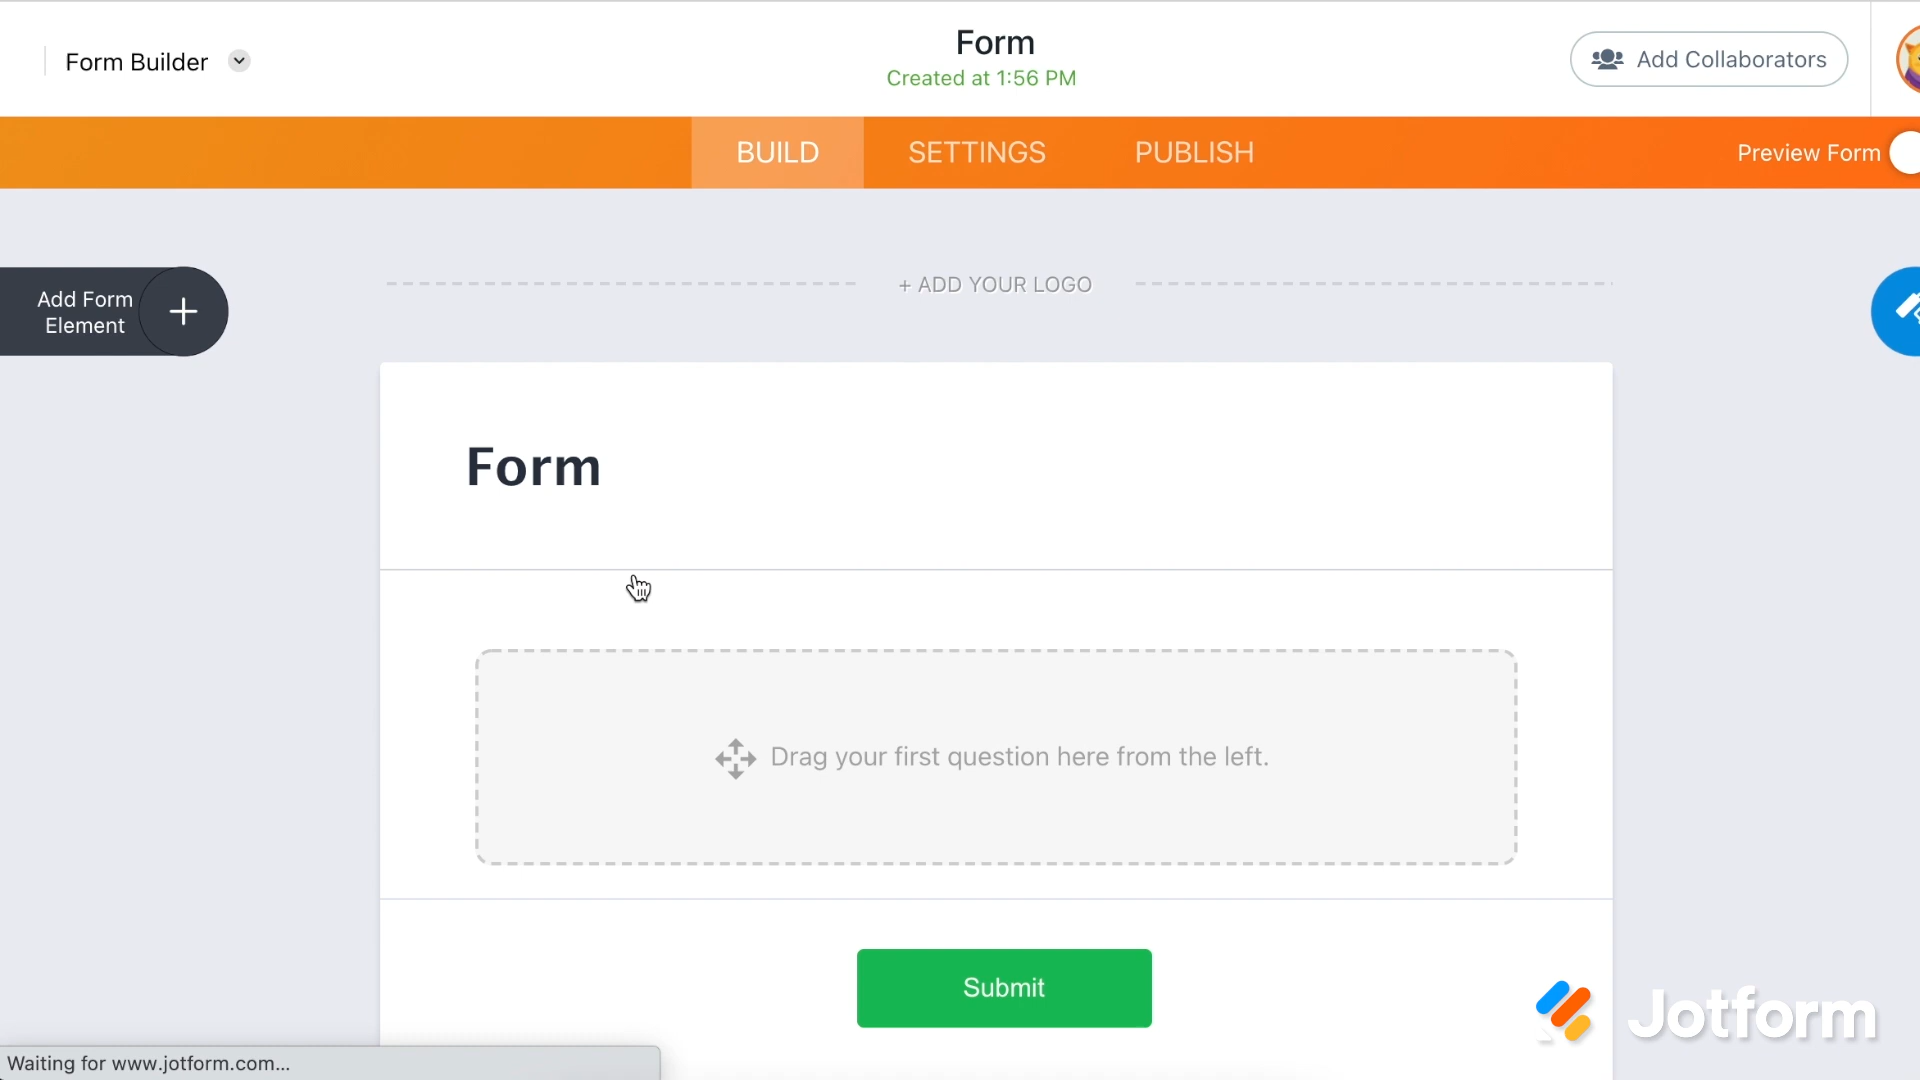 Form Builder
Form
Created at 1:56 PM
Add Collaborators
BUILD
SETTINGS
PUBLISH
Preview Form
Add Form
Element
+ ADD YOUR LOGO
Form
Drag your first question here from the left.
Submit
Jotform
Waiting for www.jotform.com...